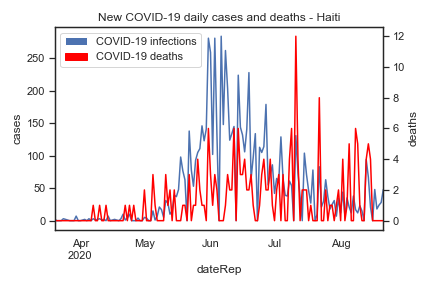 New COVID-19 daily cases and deaths - Haiti
COVID-19 infections
COVID-19 deaths
250
200
150
100
50
0
cases
12
10
8
6
4
2
0
deaths
Apr
2020
May
Jun
Jul
Aug
dateRep